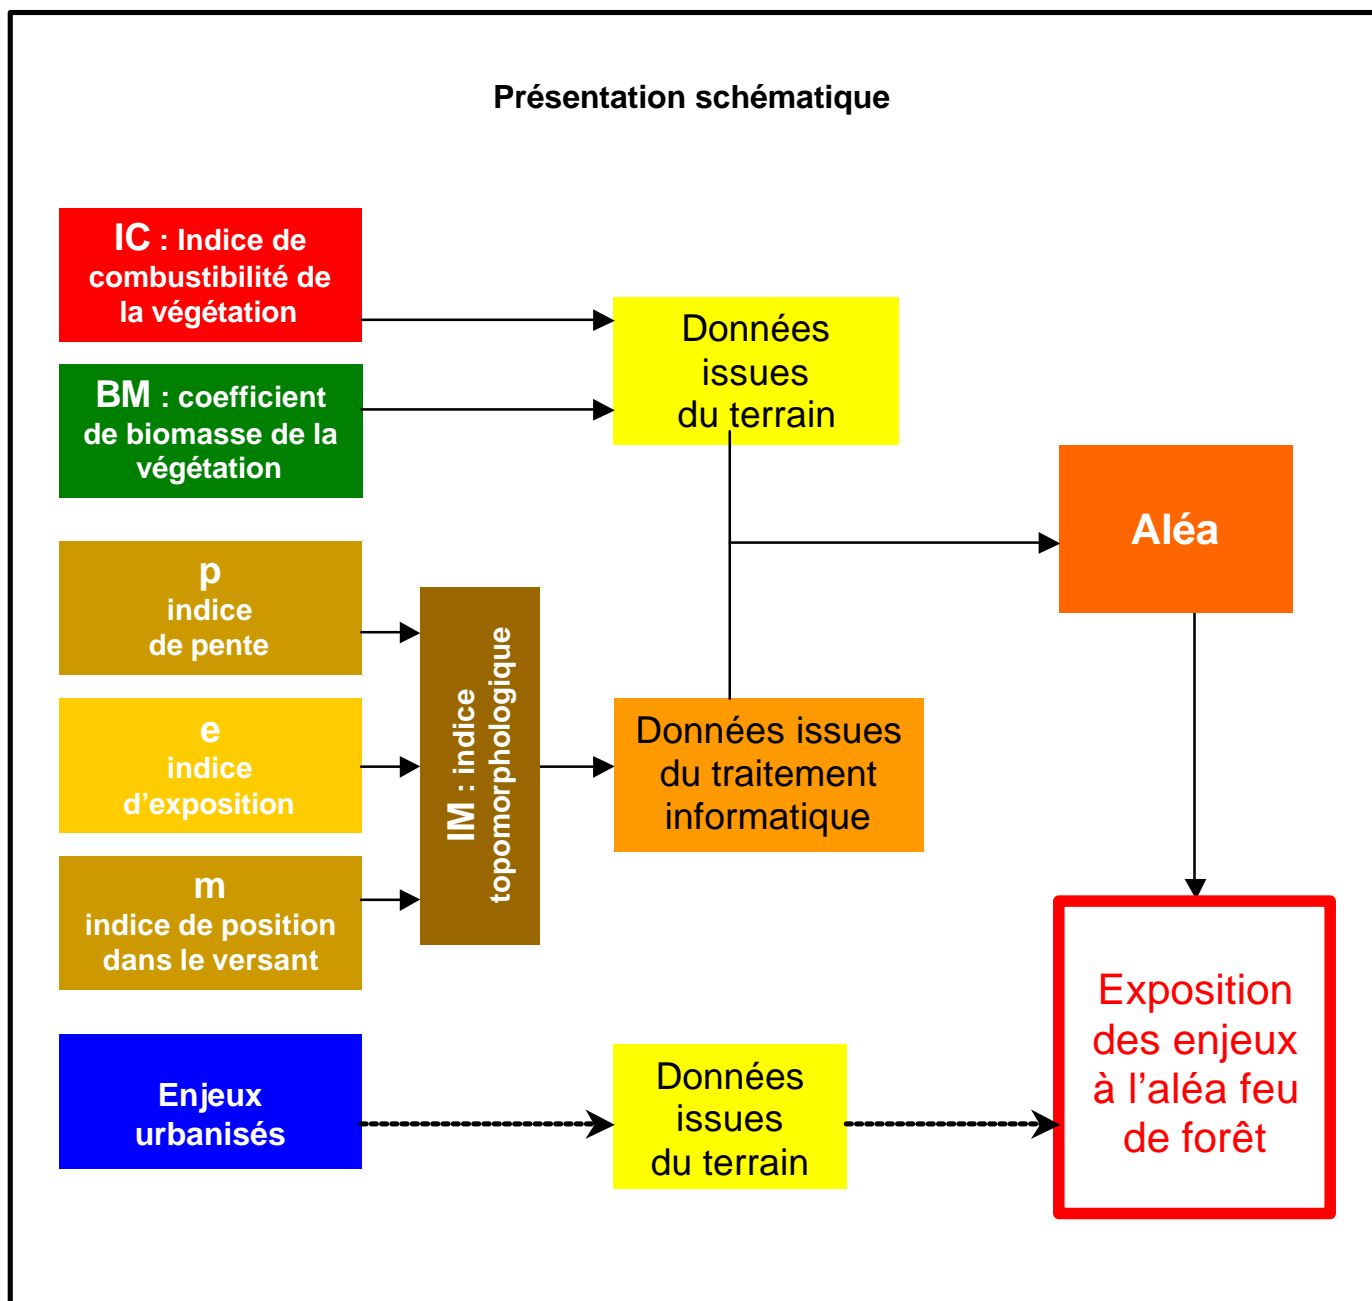 Présentation schématique
IC : Indice de
combustibilité de
la végétation
Données
issues
du terrain
BM : coefficient
de biomasse de la
végétation
Aléa
p
indice
de pente
IM : indice
topomorphologique
e
indice
d'exposition
Données issues
du traitement
informatique
m
indice de position
dans le versant
Enjeux
urbanisés
Données
issues
du terrain
Exposition
des enjeux
à l'aléa feu
de forêt